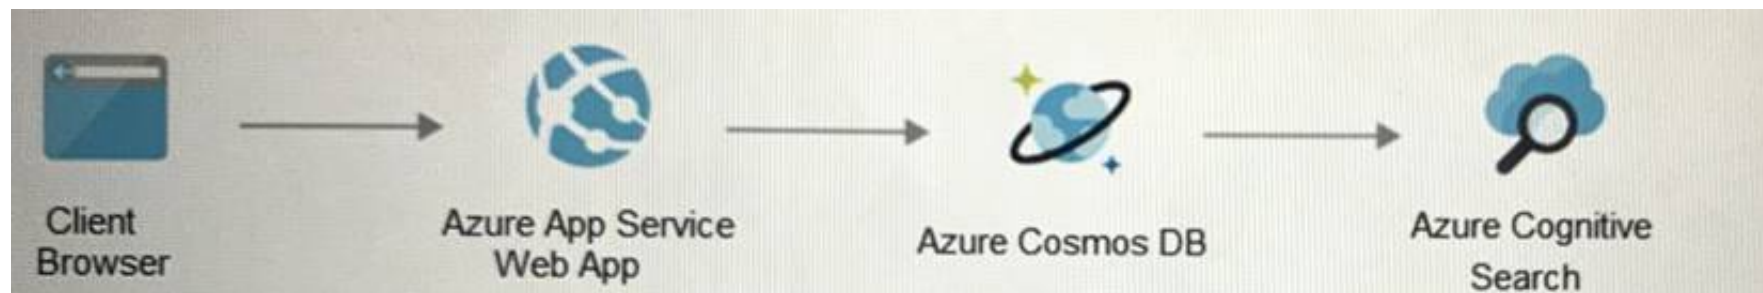 Client
Browser
Azure App Service
Web App
Azure Cosmos DB
Azure Cognitive
Search